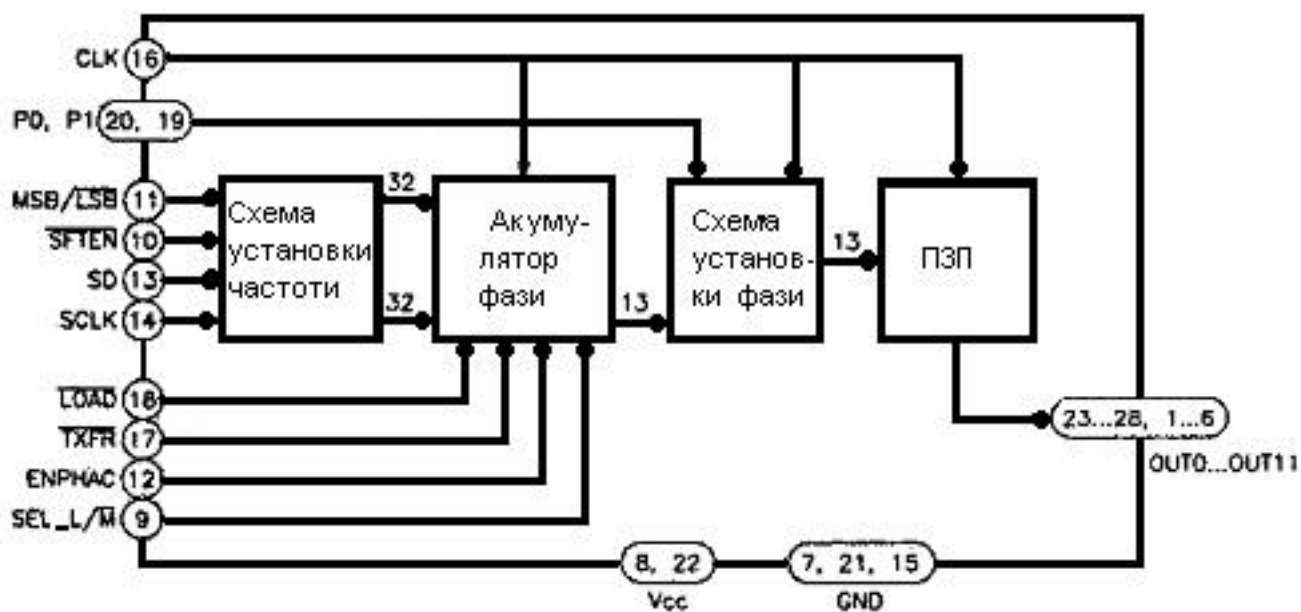 CLK 16
P0, P1 20, 19
MSB/LSB 11
SFTEN 10
SD 13
SCLK 14
Схема
установки
частоти
32
32
Акуму-
лятор
фази
13
Схема
установ-
ки фази
13
ПЗП
LOAD 18
TXFR 17
ENPHAC 12
SEL_L/M 9
23...28, 1...6
OUT0...OUT11
8, 22
Vcc
7, 21, 15
GND